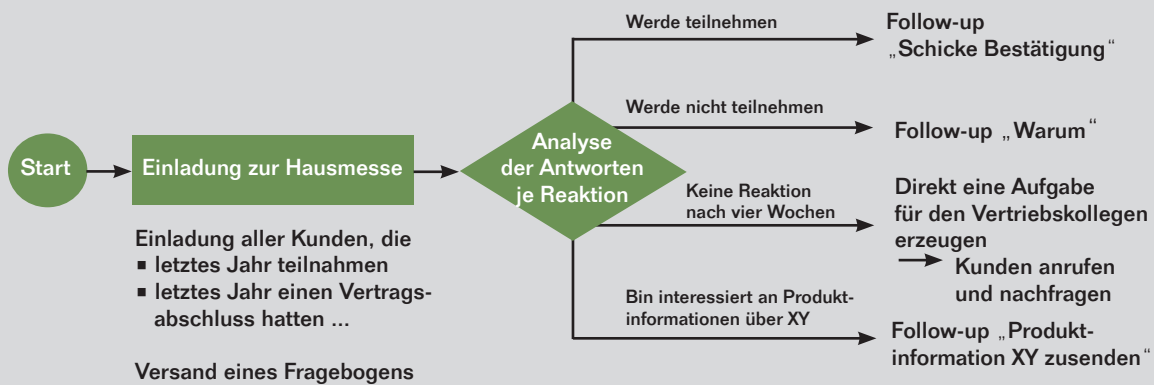 Start
Einladung zur Hausmesse
Einladung aller Kunden, die
▪ letztes Jahr teilnahmen
▪ letztes Jahr einen Vertrags-
abschluss hatten ...
Versand eines Fragebogens
Analyse
der Antworten
je Reaktion
Werde teilnehmen
Follow-up
„Schicke Bestätigung“
Werde nicht teilnehmen
Follow-up „Warum“
Keine Reaktion
nach vier Wochen
Direkt eine Aufgabe
für den Vertriebskollegen
erzeugen
Kunden anrufen
und nachfragen
Bin interessiert an Produkt-
informationen über XY
Follow-up „Produkt-
information XY zusenden“